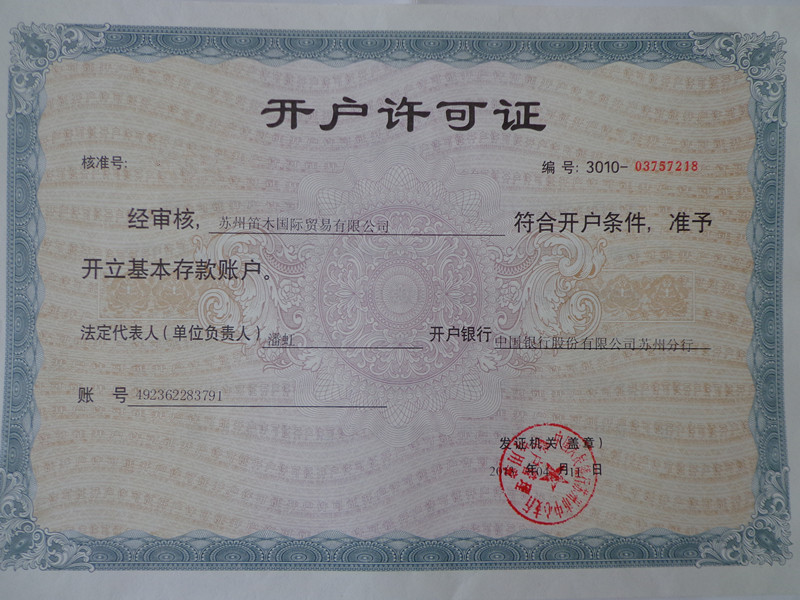 开户许可证
核准号: 编 号: 3010-03757218
经审核, 苏州笛木国际贸易有限公司 符合开户条件, 准予
开立基本存款账户。
法定代表人(单位负责人) 潘虹 开户银行 中国银行股份有限公司苏州分行
账 号 492362283791
发证机关(盖章)
年 月 11 日